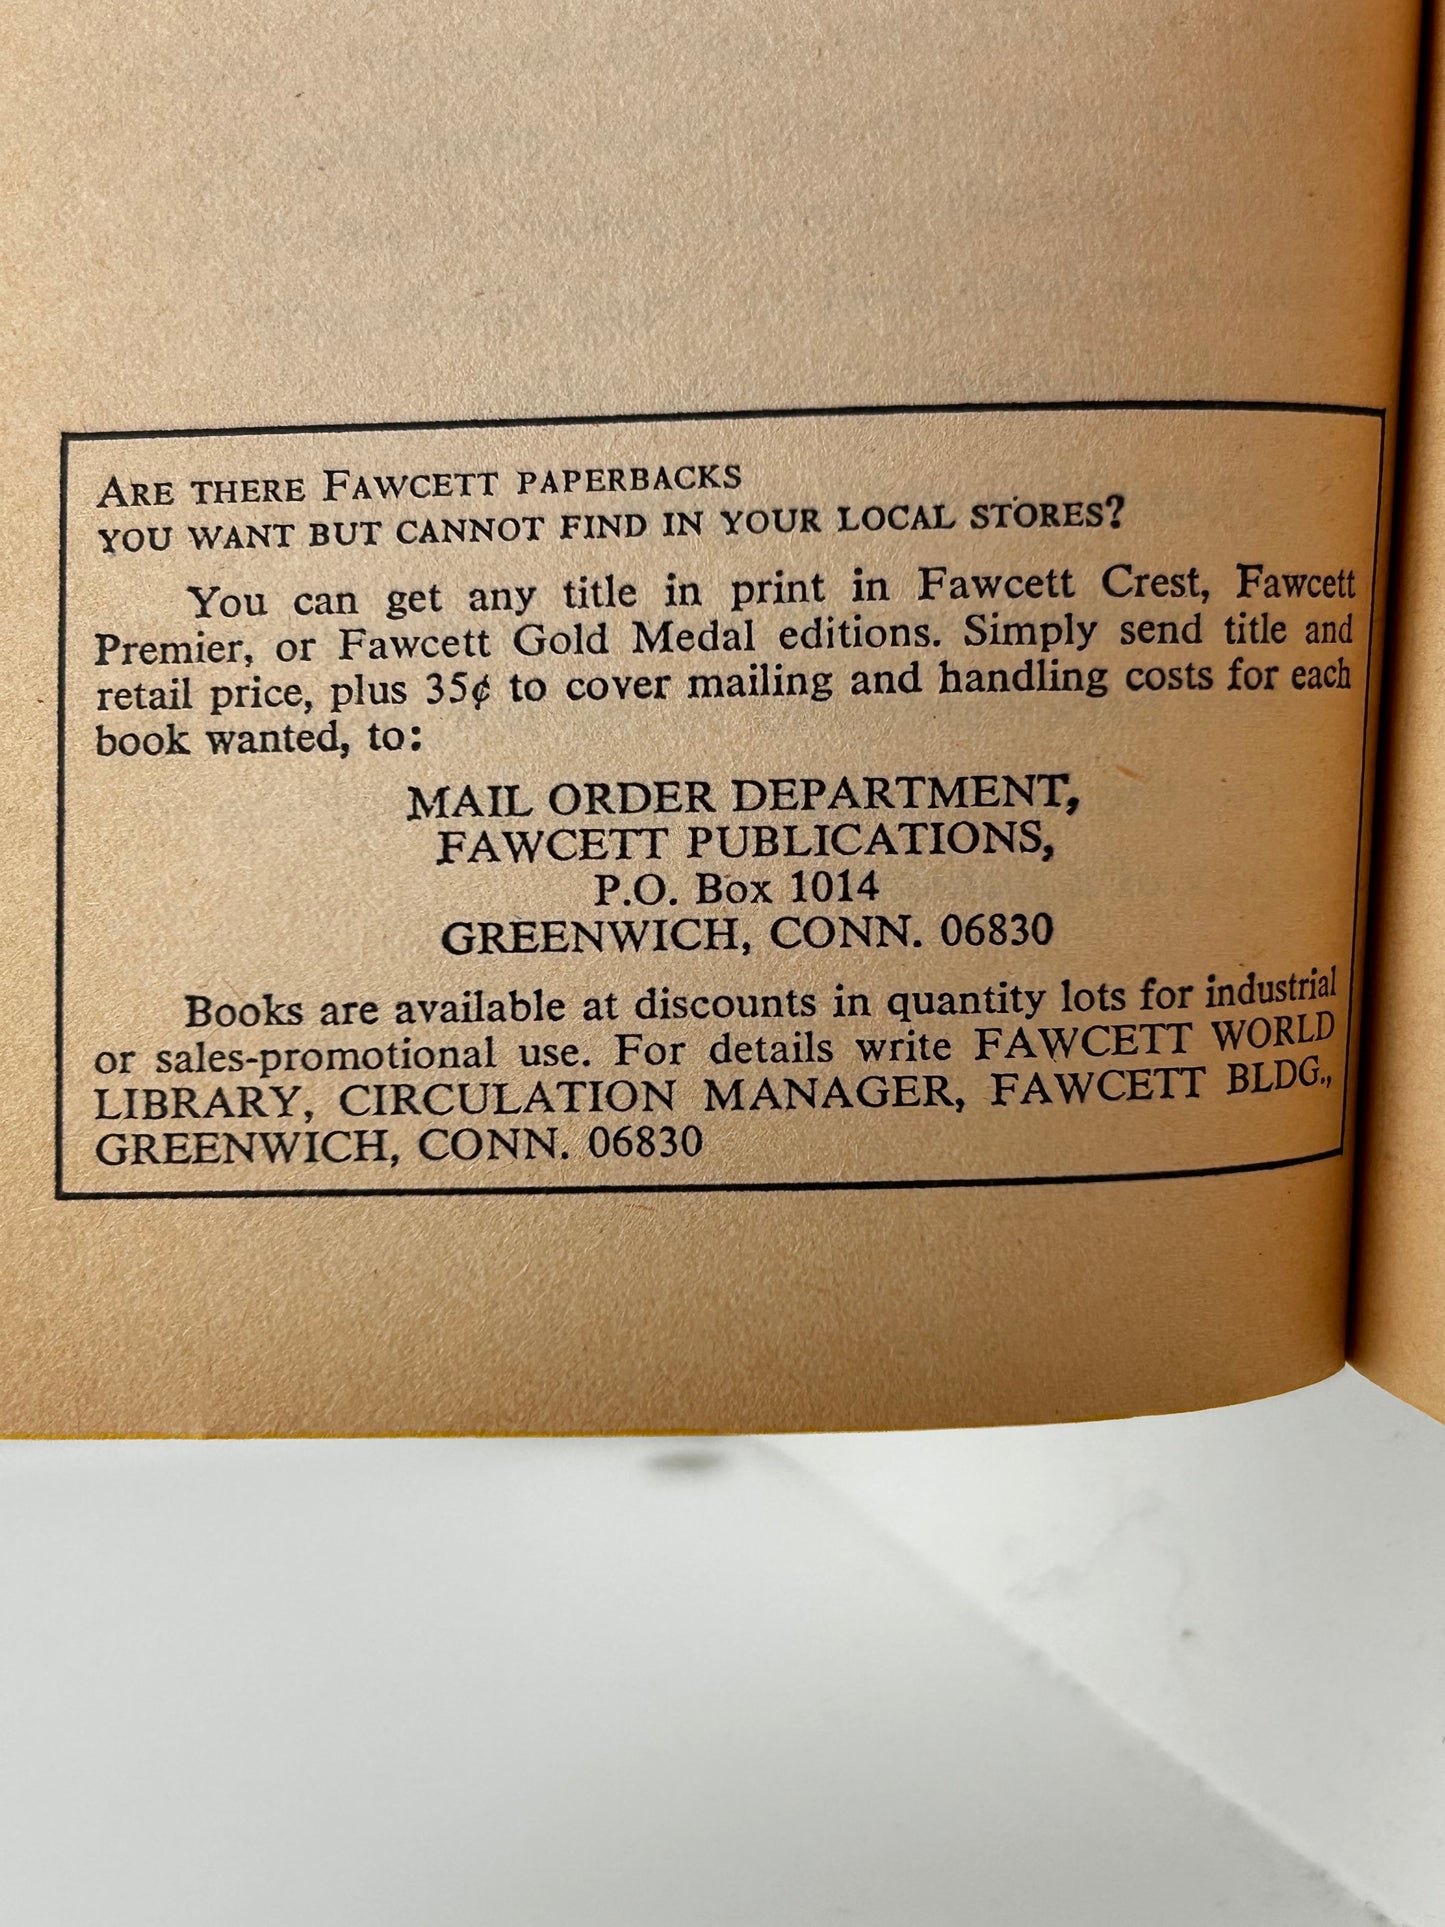 ARE THERE FAWCETT PAPERBACKS
YOU WANT BUT CANNOT FIND IN YOUR LOCAL STORES?
You can get any title in print in Fawcett Crest, Fawcett
Premier, or Fawcett Gold Medal editions. Simply send title and
retail price, plus 35¢ to cover mailing and handling costs for each
book wanted, to:
MAIL ORDER DEPARTMENT,
FAWCETT PUBLICATIONS,
P.O. Box 1014
GREENWICH, CONN. 06830
Books are available at discounts in quantity lots for industrial
or sales-promotional use. For details write FAWCETT WORLD
LIBRARY, CIRCULATION MANAGER, FAWCETT BLDG.,
GREENWICH, CONN. 06830